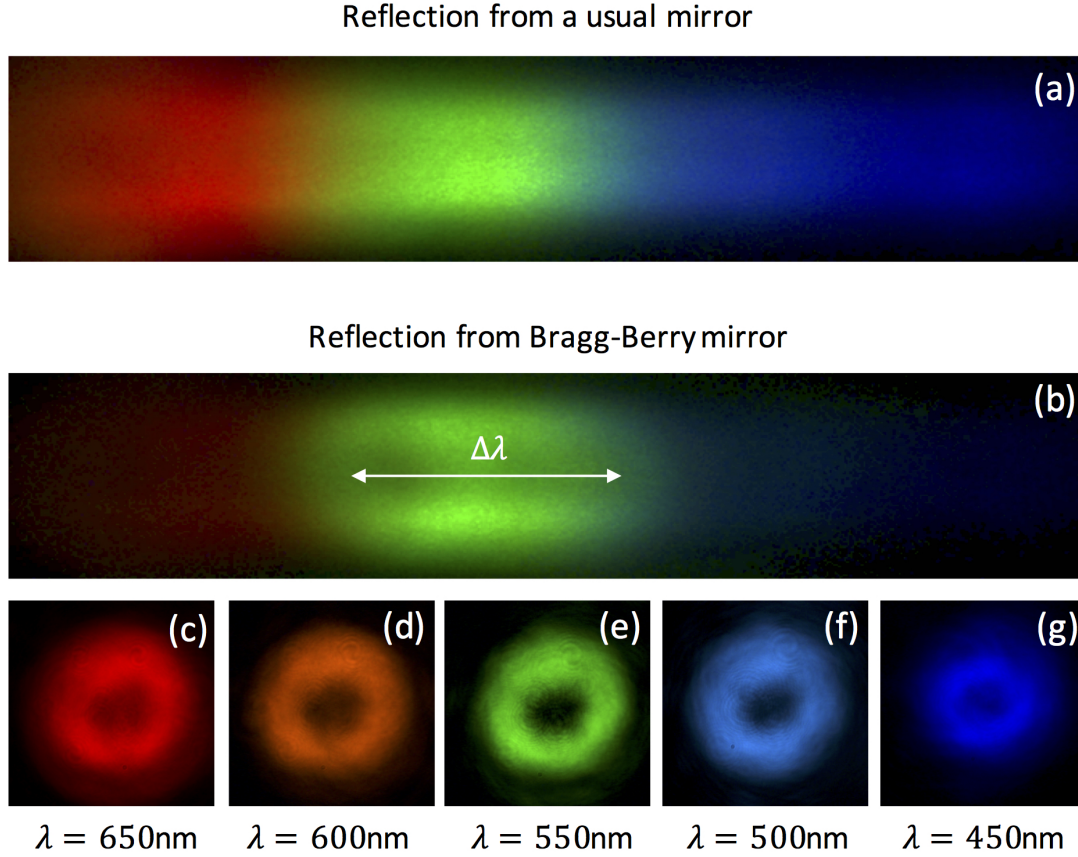 Reflection from a usual mirror
(a)
Reflection from Bragg-Berry mirror
(b)
Δλ
(c)
(d)
(e)
(f)
(g)
λ = 650nm
λ = 600nm
λ = 550nm
λ = 500nm
λ = 450nm